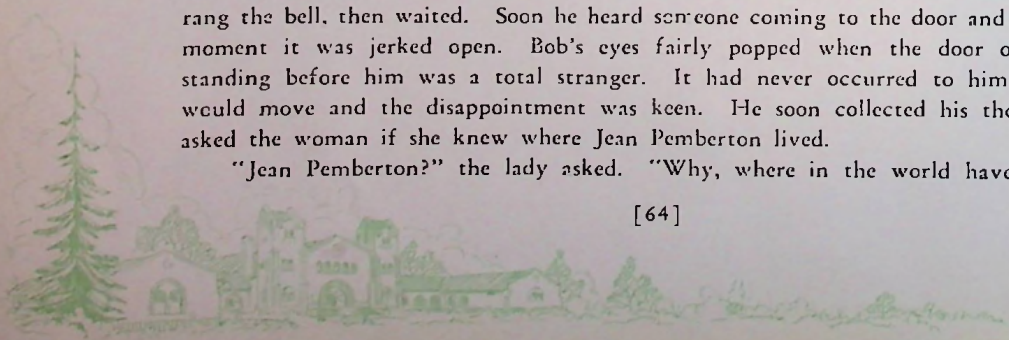 rang the bell, then waited. Soon he heard someone coming to the door and
moment it was jerked open. Bob's eyes fairly popped when the door o
standing before him was a total stranger. It had never occurred to him
would move and the disappointment was keen. He soon collected his tho
asked the woman if she knew where Jean Pemberton lived.
"Jean Pemberton?" the lady asked. "Why, where in the world have
[64]